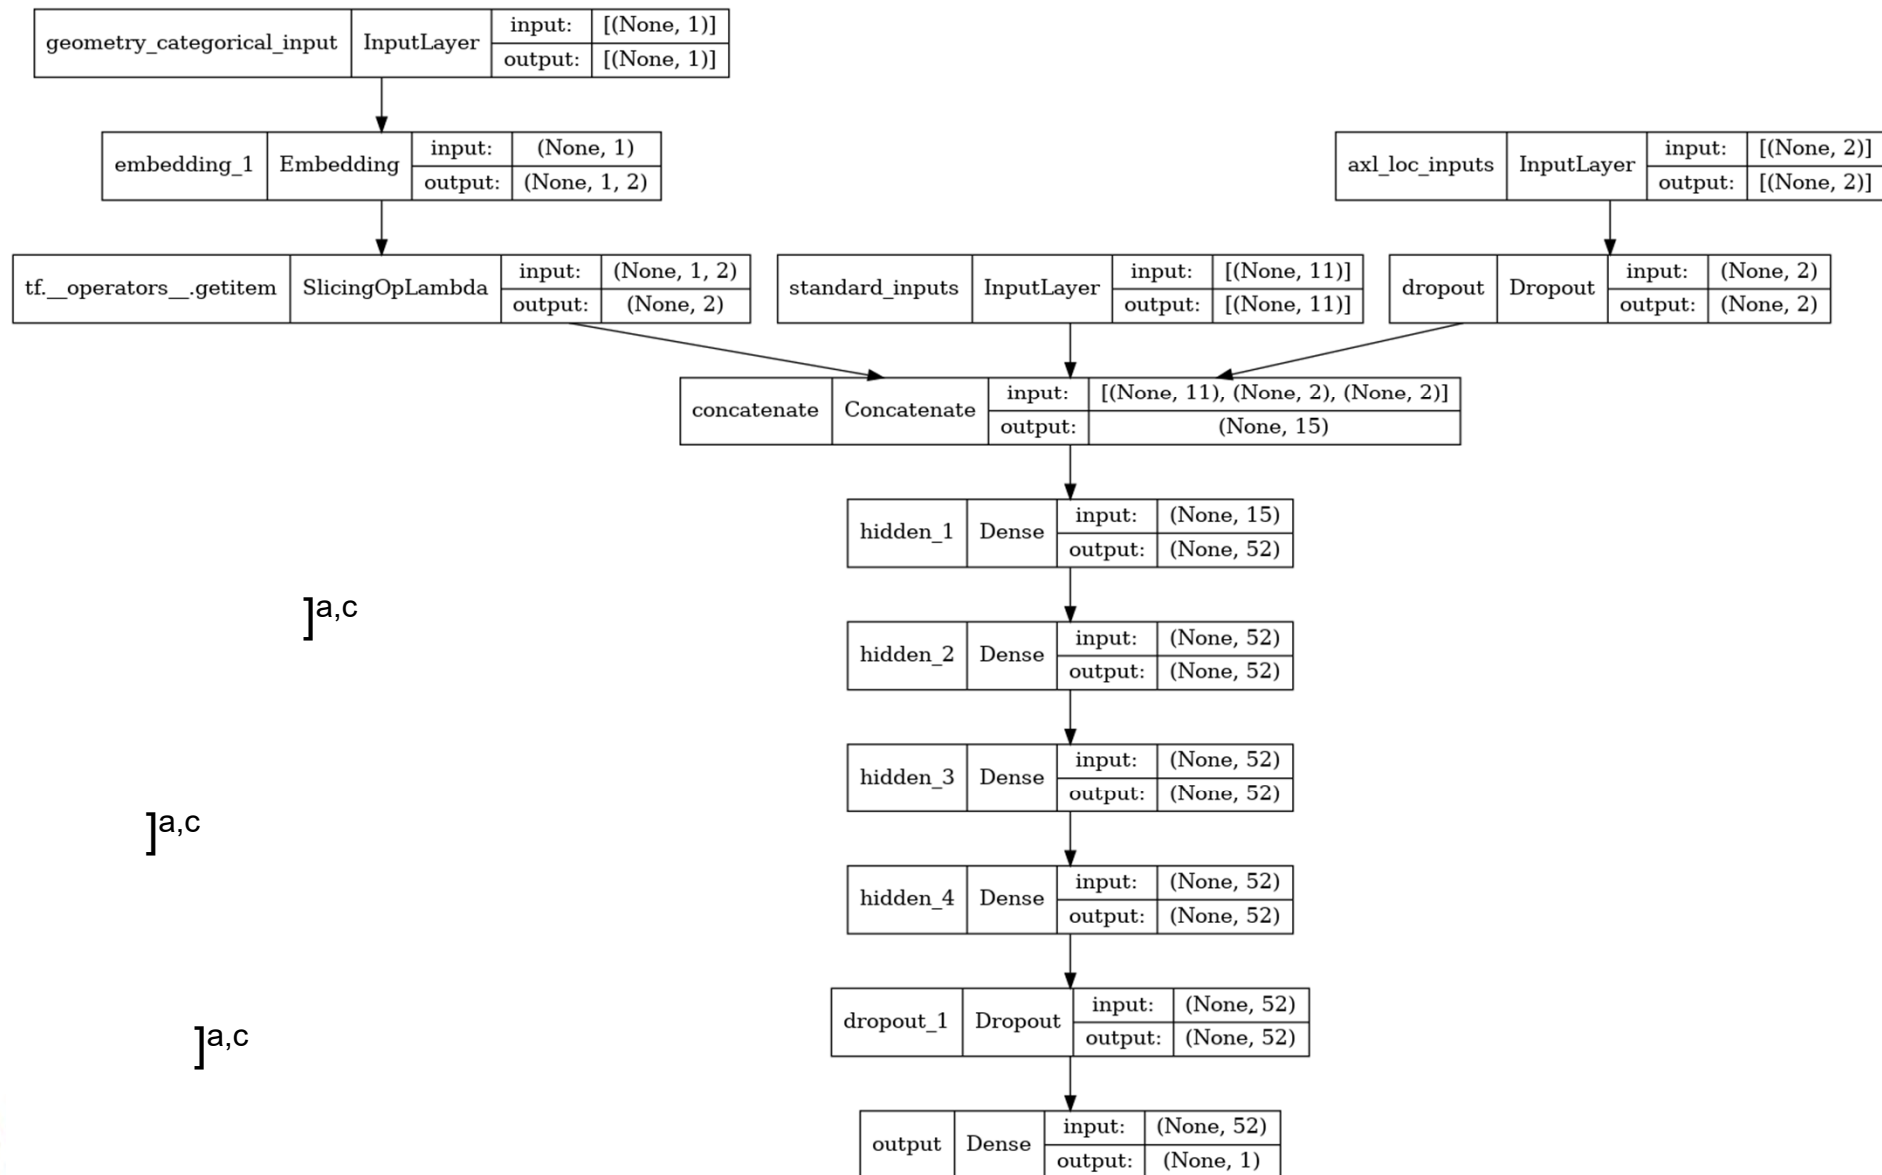 geometry_categorical_input InputLayer input: [(None, 1)]
output: [(None, 1)]
embedding_1 Embedding input: (None, 1)
output: (None, 1, 2)
axl_loc_inputs InputLayer input: [(None, 2)]
output: [(None, 2)]
tf.__operators__.getitem SlicingOpLambda input: (None, 1, 2)
output: (None, 2)
standard_inputs InputLayer input: [(None, 11)]
output: [(None, 11)]
dropout Dropout input: (None, 2)
output: (None, 2)
concatenate Concatenate input: [(None, 11), (None, 2), (None, 2)]
output: (None, 15)
hidden_1 Dense input: (None, 15)
output: (None, 52)
]a,c
hidden_2 Dense input: (None, 52)
output: (None, 52)
hidden_3 Dense input: (None, 52)
output: (None, 52)
]a,c
hidden_4 Dense input: (None, 52)
output: (None, 52)
dropout_1 Dropout input: (None, 52)
output: (None, 52)
]a,c
output Dense input: (None, 52)
output: (None, 1)